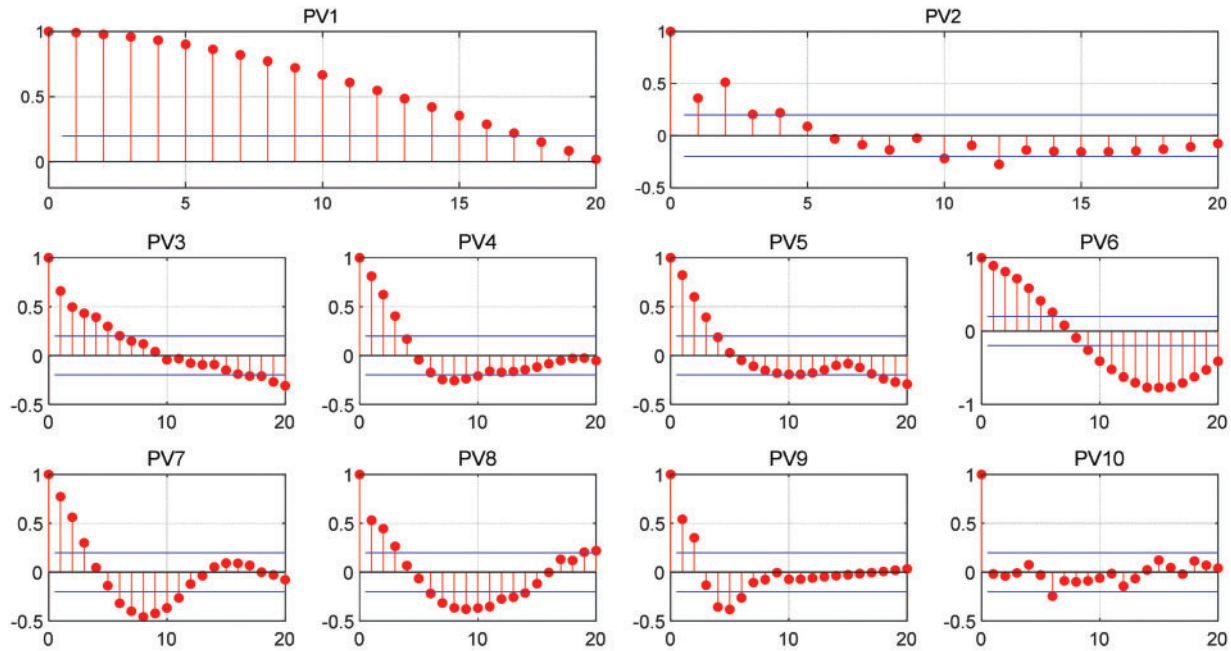 PV1 PV2
1 1
0.5 0.5
0 0
-0.5
0 5 10 15 20 0 5 10 15 20
PV3 PV4 PV5 PV6
1 1 1 1
0.5 0.5 0.5
0 0 0 0
-0.5 -0.5 -0.5 -1
0 10 20 0 10 20 0 10 20 0 10 20
PV7 PV8 PV9 PV10
1 1 1 1
0.5 0.5 0.5 0.5
0 0 0 0
-0.5 -0.5 -0.5 -0.5
0 10 20 0 10 20 0 10 20 0 10 20